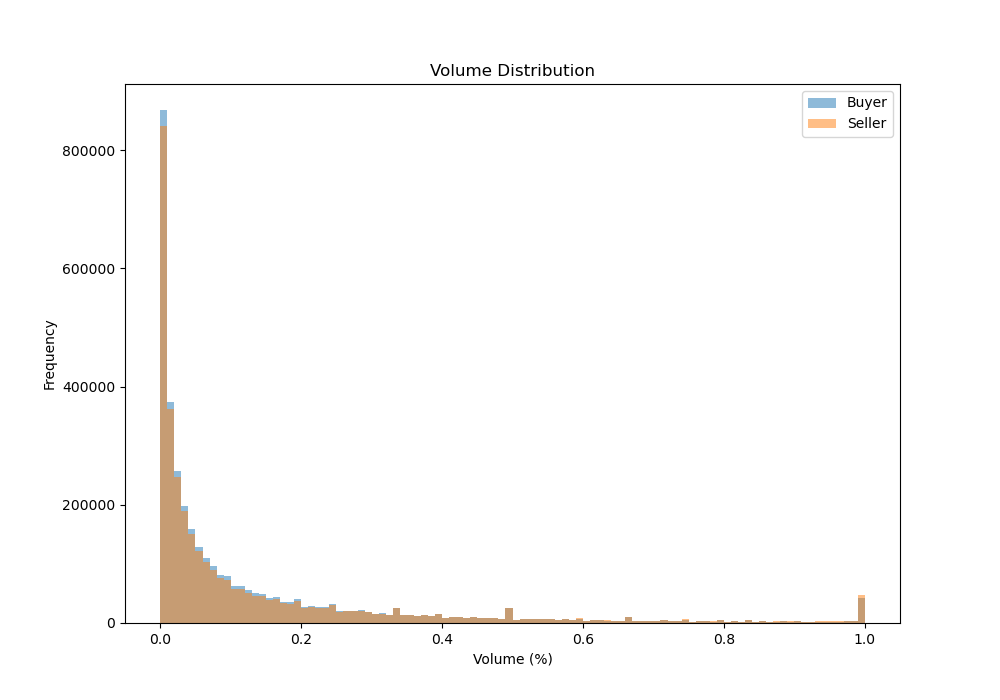 Volume Distribution
Buyer
Seller
800000
600000
400000
200000
0
Frequency
0.0 0.2 0.4 0.6 0.8 1.0
Volume (%)